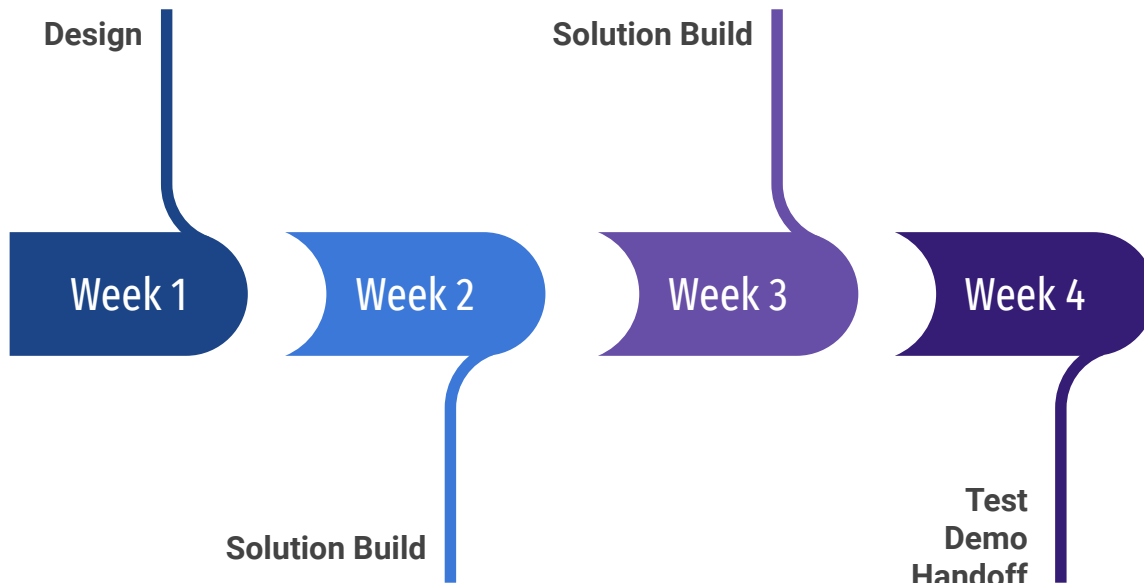 Design
Solution Build
Week 1
Week 2
Week 3
Week 4
Solution Build
Test
Demo
Handoff